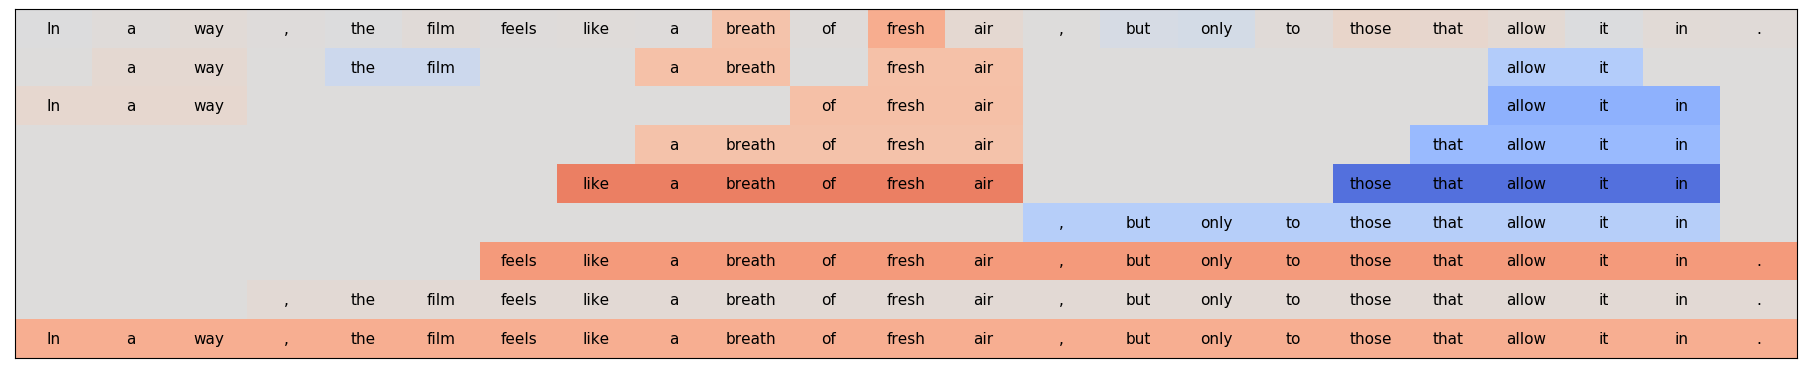 In a way , the film feels like a breath of fresh air , but only to those that allow it in .
a way the film a breath fresh air allow it
In a way of fresh air allow it in
a breath of fresh air that allow it in
like a breath of fresh air those that allow it in
, but only to those that allow it in
feels like a breath of fresh air , but only to those that allow it in .
, the film feels like a breath of fresh air , but only to those that allow it in .
In a way , the film feels like a breath of fresh air , but only to those that allow it in .